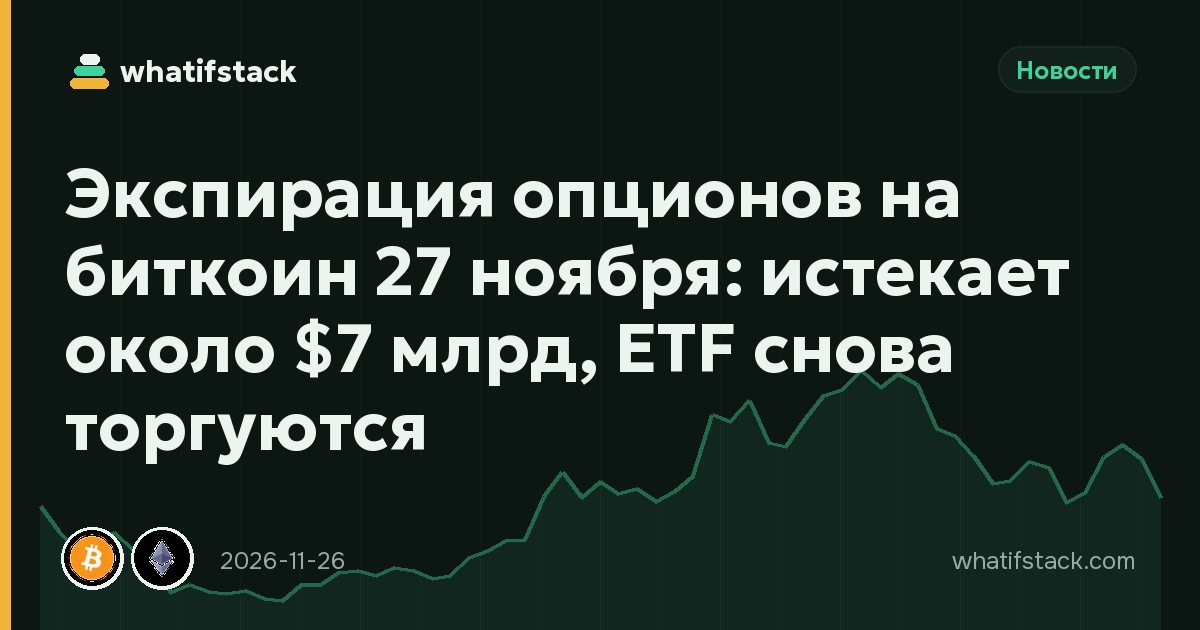 whatifstack
Новости
Экспирация опционов на
биткоин 27 ноября: истекает
около $7 млрд, ETF снова
торгуются
2026-11-26
whatifstack.com